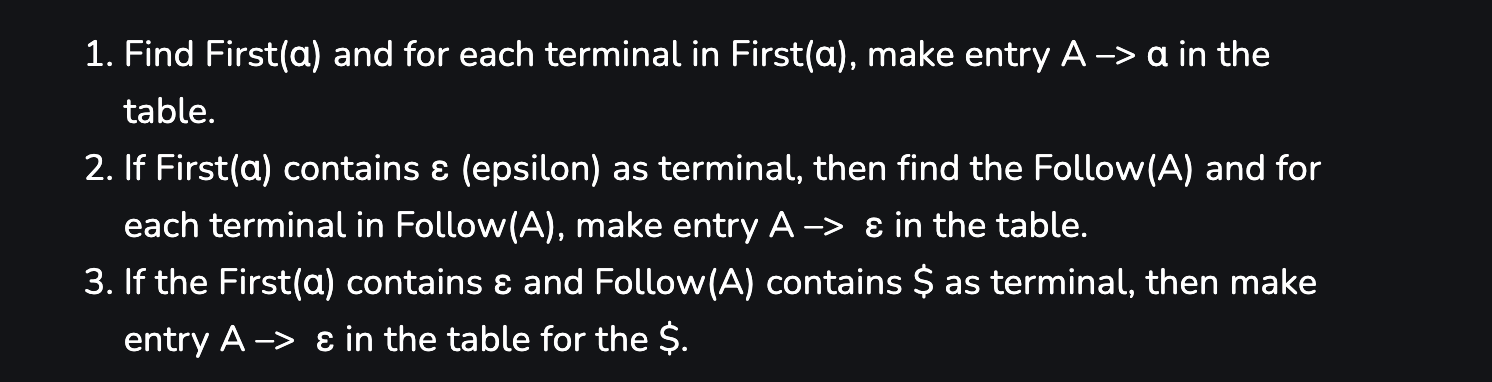 1. Find First(α) and for each terminal in First(α), make entry A –> α in the
table.
2. If First(α) contains ε (epsilon) as terminal, then find the Follow(A) and for
each terminal in Follow(A), make entry A –>  ε in the table.
3. If the First(α) contains ε and Follow(A) contains $ as terminal, then make
entry A –>  ε in the table for the $.